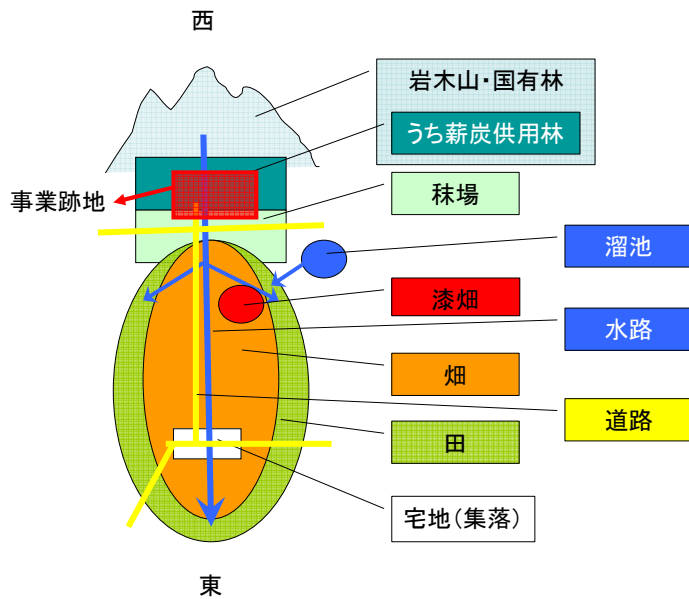 西
岩木山・国有林
うち薪炭供用林
事業跡地
秣場
溜池
漆畑
水路
畑
道路
田
宅地(集落)
東